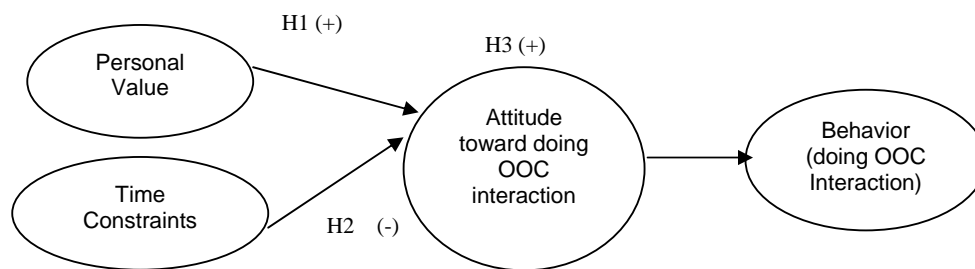 H1 (+)
Personal
Value
H3 (+)
Attitude
toward doing
OOC
interaction
Behavior
(doing OOC
Interaction)
Time
Constraints
H2 (-)